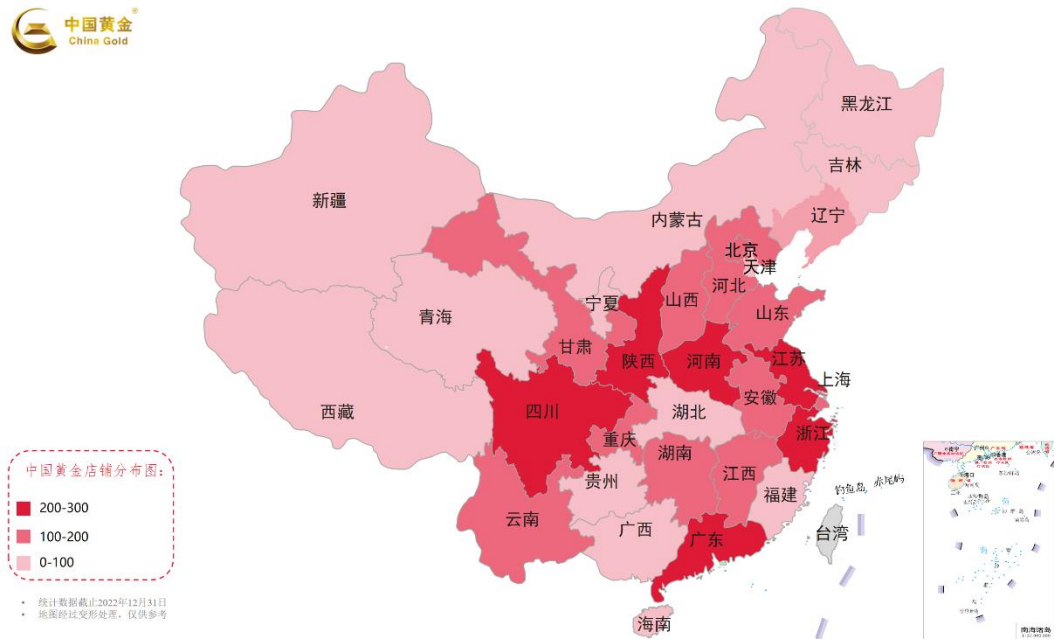 中国黄金
China Gold
黑龙江
吉林
新疆
辽宁
内蒙古
北京
天津
宁夏
山西
河北
青海
山东
甘肃
陕西
河南
江苏
上海
西藏
四川
湖北
安徽
浙江
重庆
湖南
江西
贵州
福建
钓鱼岛 赤尾屿
云南
广西
广东
台湾
海南
中国黄金店铺分布图:
200-300
100-200
0-100
• 统计数据截止2022年12月31日
• 地图经过变形处理,仅供参考
南海诸岛